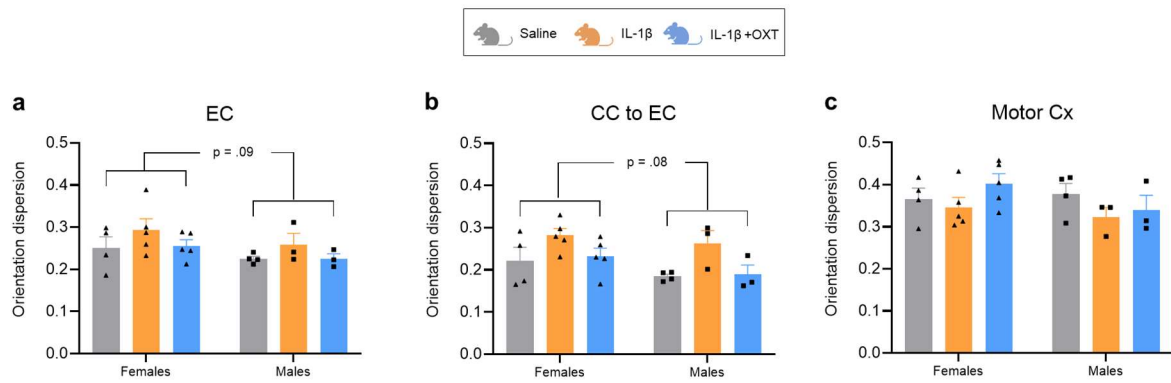 Saline IL-1β IL-1β +OXT
a
EC
Orientation dispersion
0.5
0.4
0.3
0.2
0.1
0.0
p = .09
Females Males
b
CC to EC
Orientation dispersion
0.5
0.4
0.3
0.2
0.1
0.0
p = .08
Females Males
c
Motor Cx
Orientation dispersion
0.5
0.4
0.3
0.2
0.1
0.0
Females Males